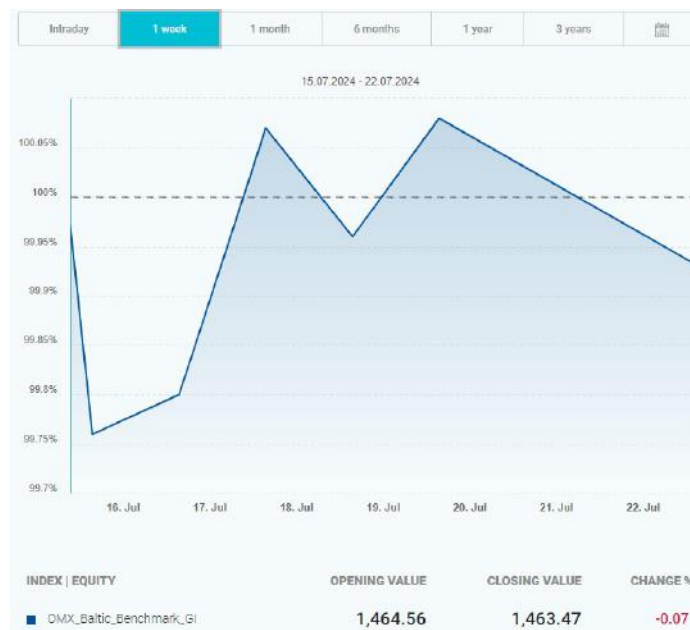 Intraday 1 week 1 month 6 months 1 year 3 years
15.07.2024 - 22.07.2024
100.05%
100%
99.95%
99.9%
99.85%
99.8%
99.75%
99.7%
16. Jul 17. Jul 18. Jul 19. Jul 20. Jul 21. Jul 22. Jul
INDEX | EQUITY OPENING VALUE CLOSING VALUE CHANGE %
OMX_Baltic_Benchmark_GI 1,464.56 1,463.47 -0.07